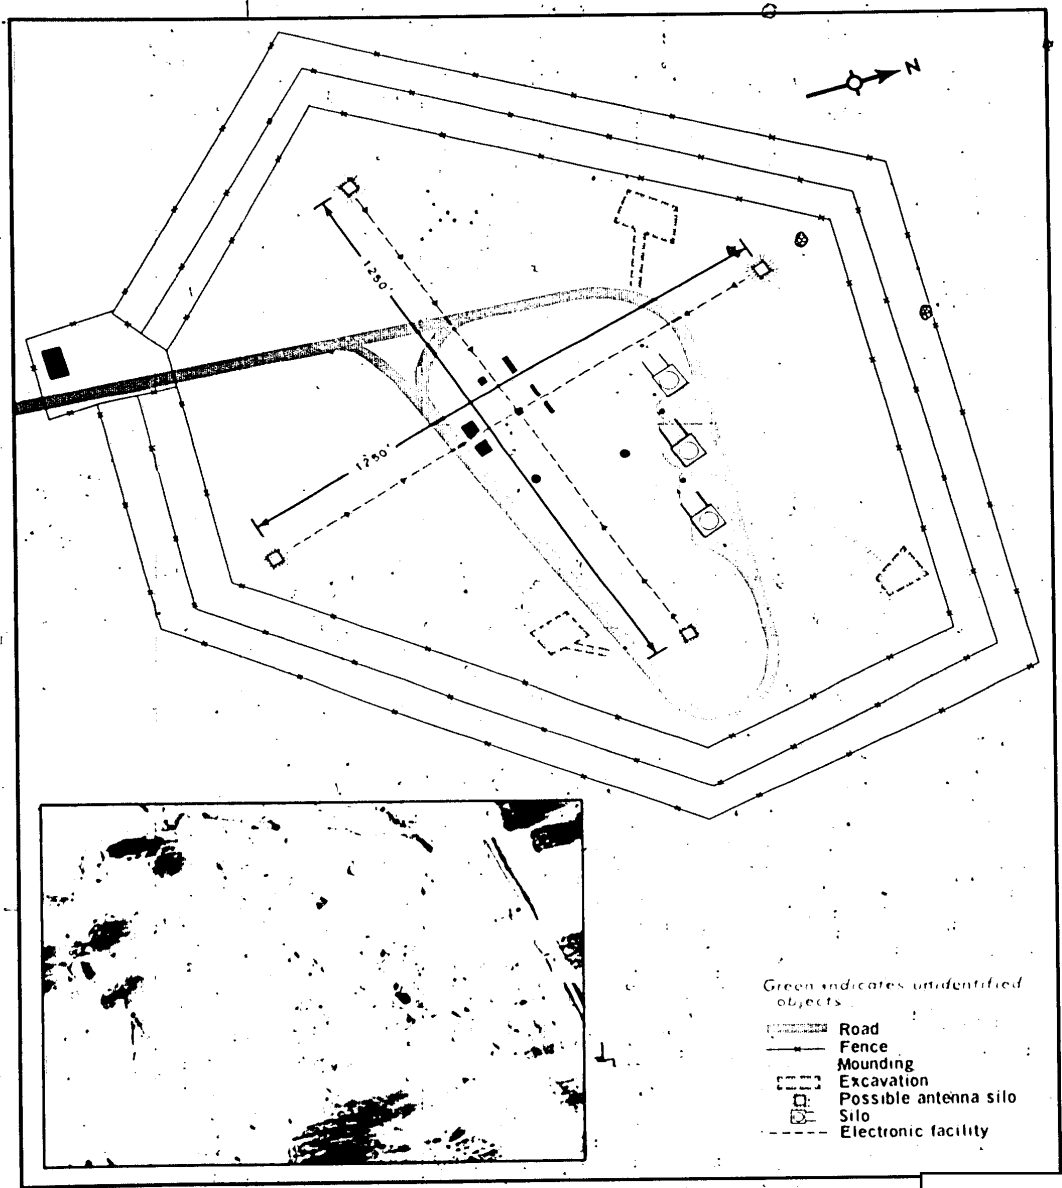 N
1250'
1250'
Green indicates unidentified
objects
Road
Fence
Mounding
Excavation
Possible antenna silo
Silo
Electronic facility